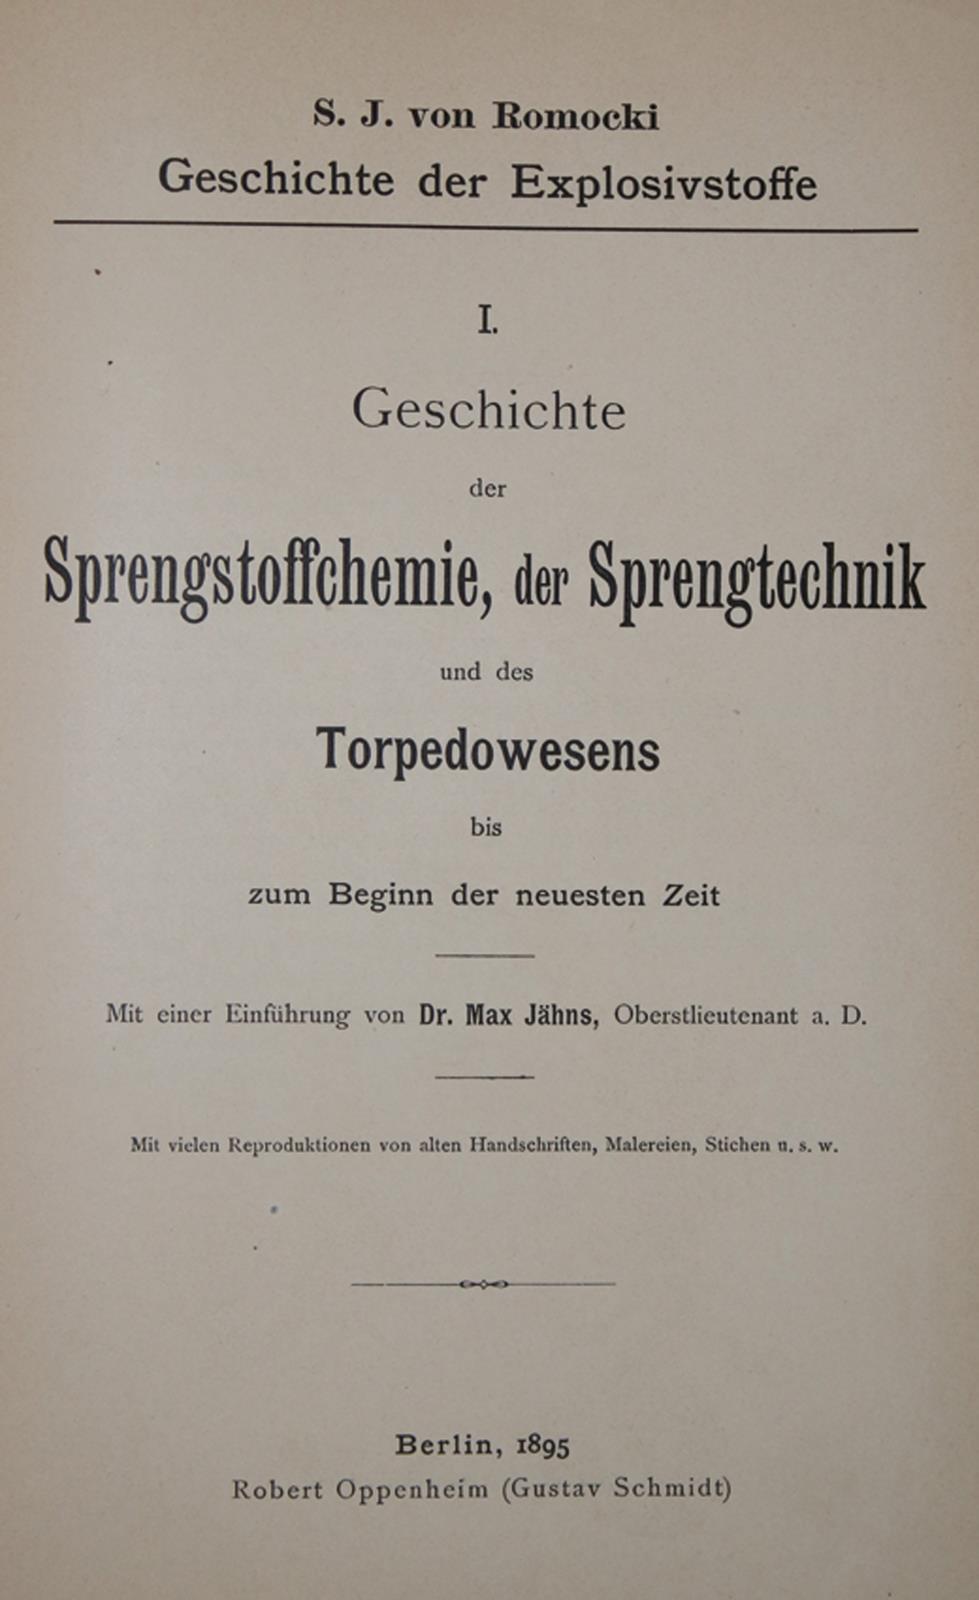 S. J. von Romocki
Geschichte der Explosivstoffe
I.
Geschichte
der
Sprengstoffchemie, der Sprengtechnik
und des
Torpedowesens
bis
zum Beginn der neuesten Zeit
Mit einer Einführung von Dr. Max Jähns, Oberstlieutenant a. D.
Mit vielen Reproduktionen von alten Handschriften, Malereien, Stichen u. s. w.
Berlin, 1895
Robert Oppenheim (Gustav Schmidt)